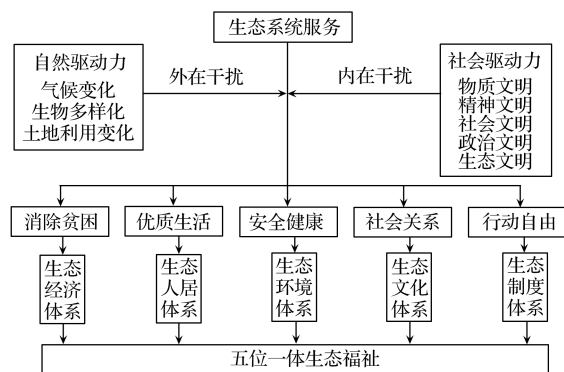 生态系统服务
自然驱动力
气候变化
生物多样化
土地利用变化
外在干扰
内在干扰
社会驱动力
物质文明
精神文明
社会文明
政治文明
生态文明
消除贫困
优质生活
安全健康
社会关系
行动自由
生态
经济
体系
生态
人居
体系
生态
环境
体系
生态
文化
体系
生态
制度
体系
五位一体生态福祉